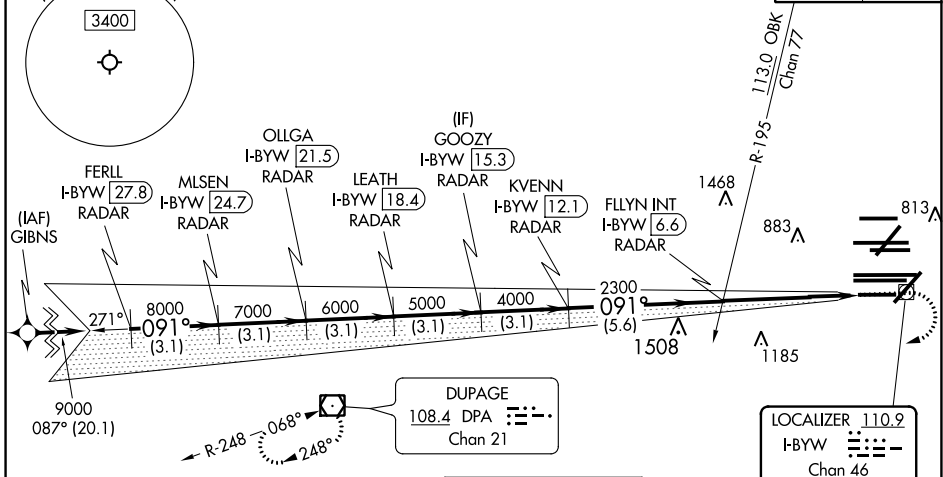 3400
113.0 OBK
Chan 77
R-195
(IF)
GOOZY
I-BYW 15.3
RADAR
OLLGA
I-BYW 21.5
RADAR
FERLL
I-BYW 27.8
RADAR
MLSEN
I-BYW 24.7
RADAR
LEATH
I-BYW 18.4
RADAR
KVENN
I-BYW 12.1
RADAR
FLLYN INT
I-BYW 6.6
RADAR
1468
883
813
(IAF)
GIBNS
271°
8000
091°
(3.1)
7000
(3.1)
6000
(3.1)
5000
(3.1)
4000
(3.1)
2300
091°
(5.6)
1508
1185
9000
087° (20.1)
R-248
068°
248°
DUPAGE
108.4 DPA
Chan 21
LOCALIZER 110.9
I-BYW
Chan 46